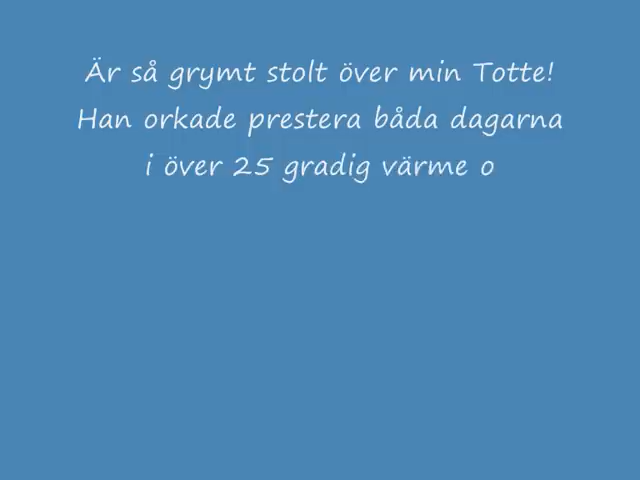 Är så grymt stolt över min Totte!
Han orkade prestera båda dagarna
i över 25 gradig värme o